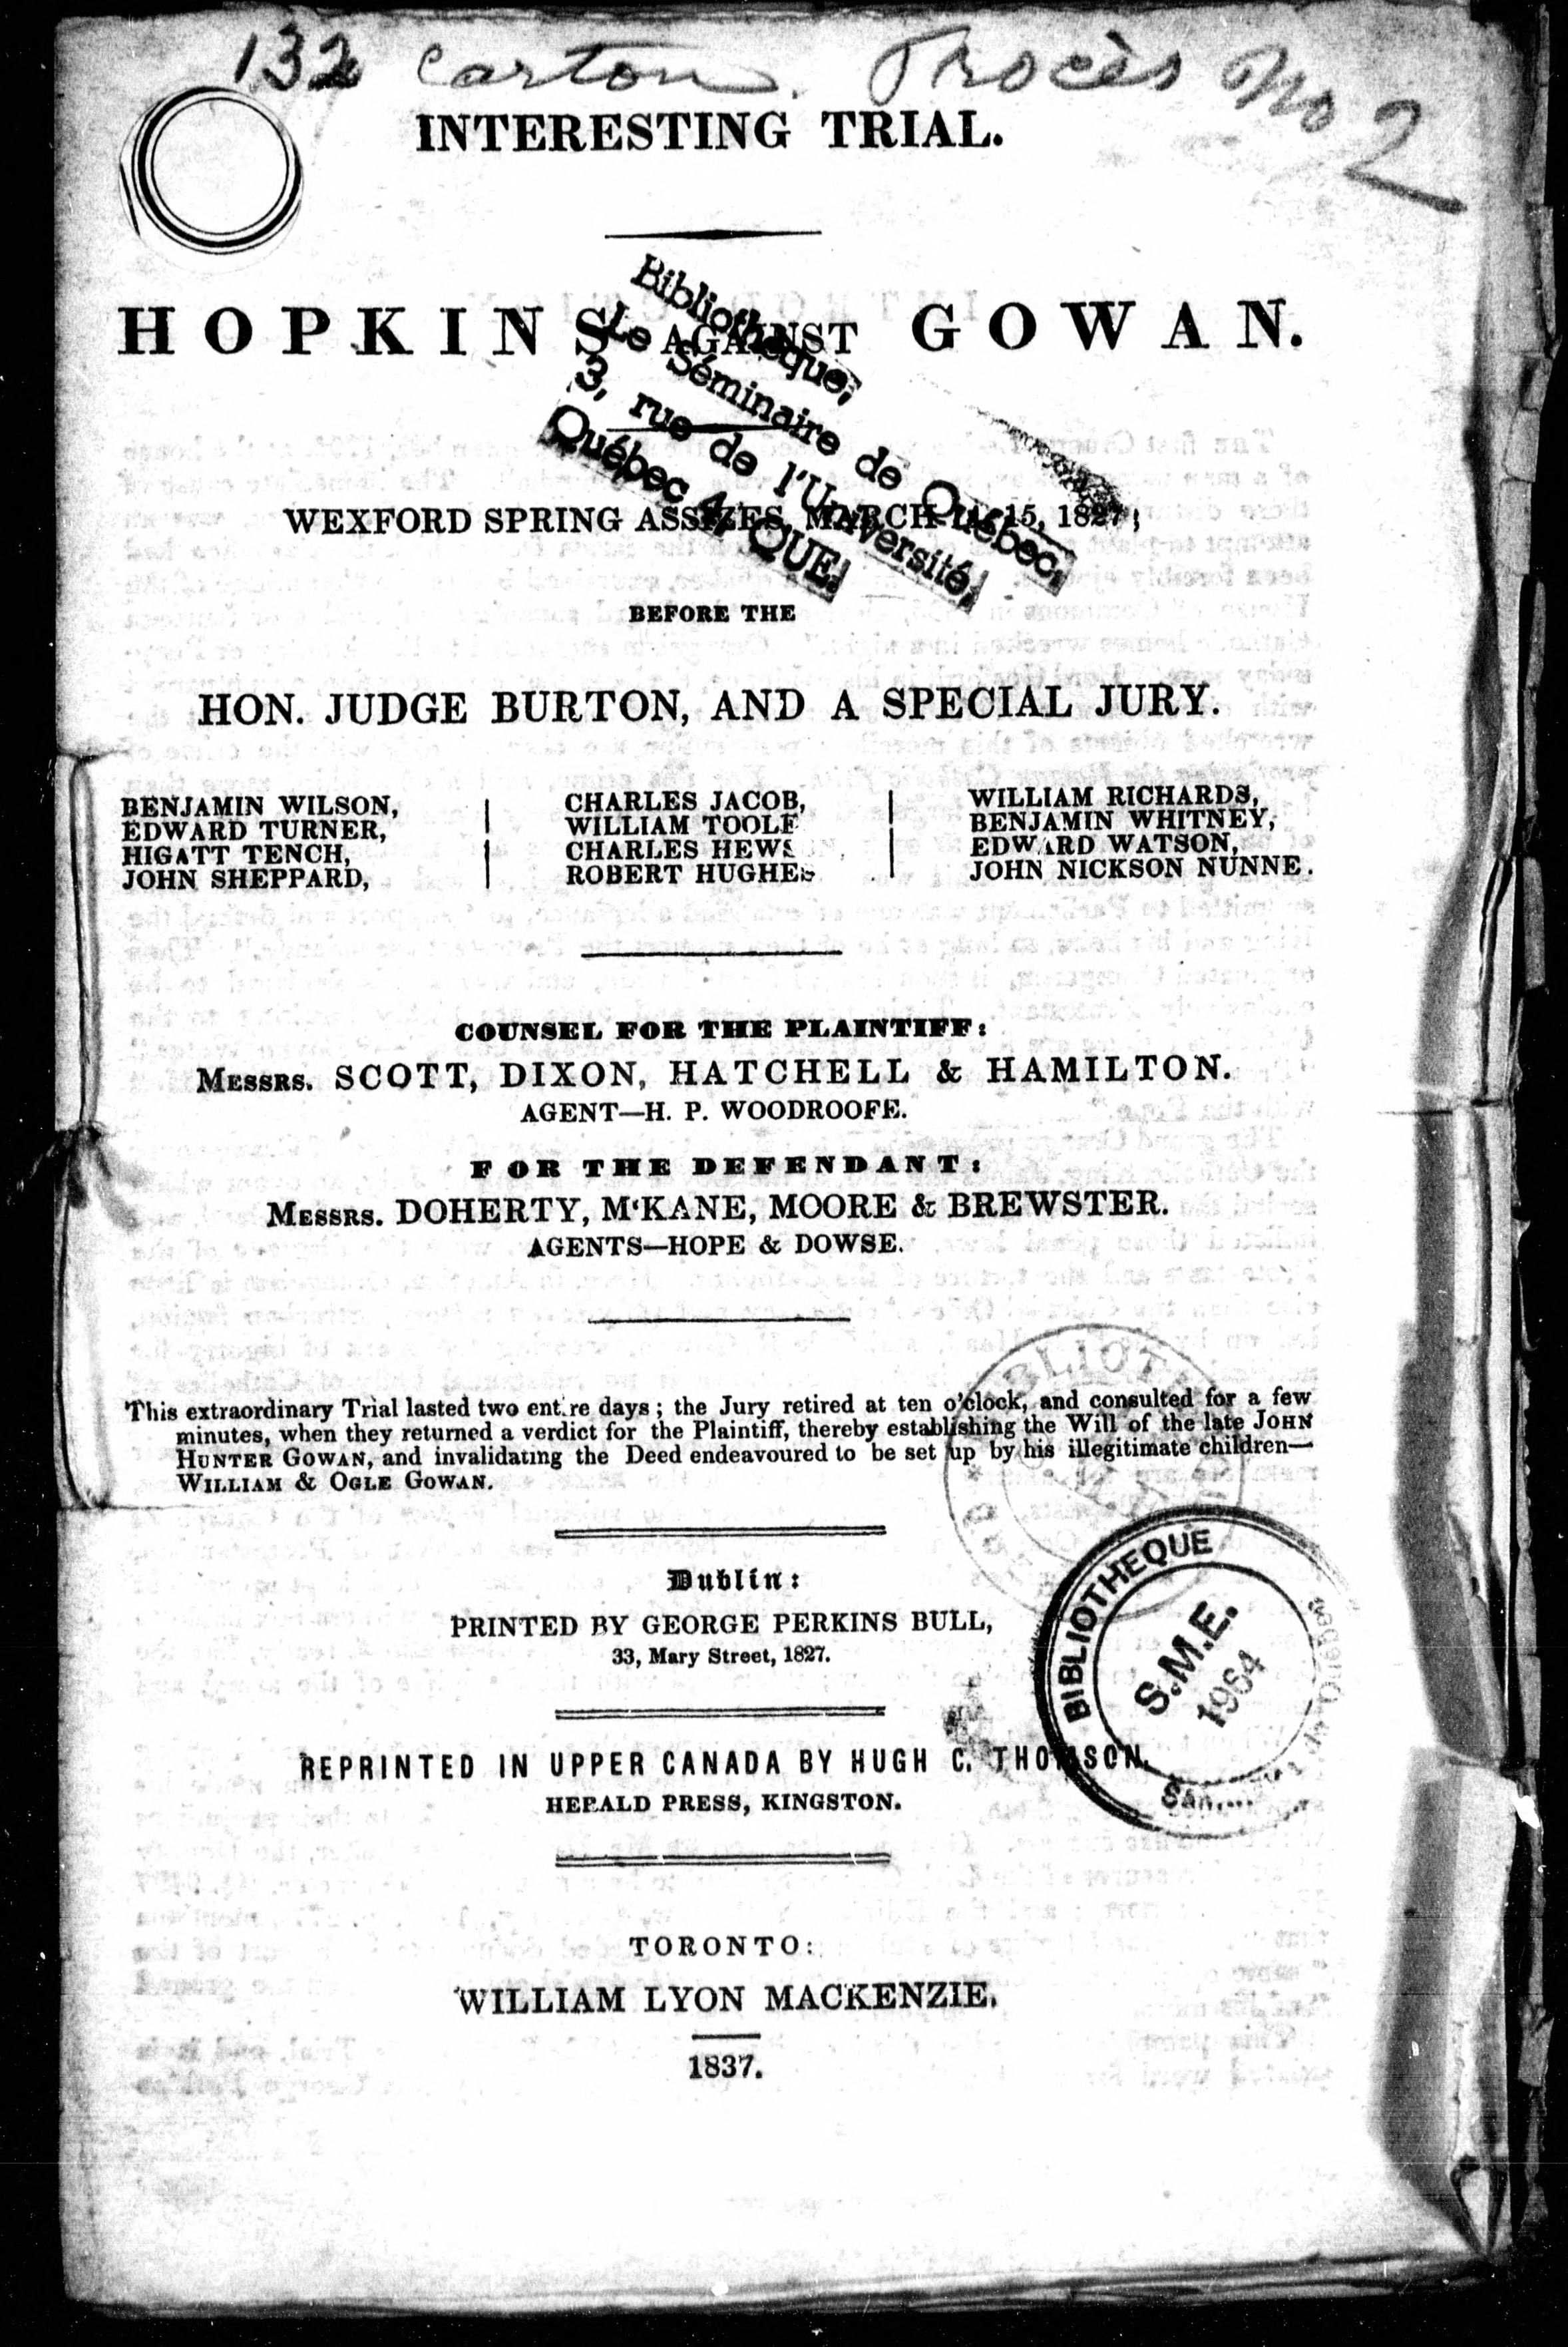 132 Carton. Procès No 2
INTERESTING TRIAL.
HOPKINS AGAINST GOWAN.
Bibliothèque,
Le Séminaire de Québec,
3, rue de l'Université,
Québec 4, QUE.
WEXFORD SPRING ASSIZES, MARCH 15, 1827;
BEFORE THE
HON. JUDGE BURTON, AND A SPECIAL JURY.
BENJAMIN WILSON,
EDWARD TURNER,
HIGATT TENCH,
JOHN SHEPPARD,
CHARLES JACOB,
WILLIAM TOOLE
CHARLES HEWS
ROBERT HUGHES
WILLIAM RICHARDS,
BENJAMIN WHITNEY,
EDWARD WATSON,
JOHN NICKSON NUNNE.
COUNSEL FOR THE PLAINTIFF:
MESSRS. SCOTT, DIXON, HATCHELL & HAMILTON.
AGENT—H. P. WOODROOFE.
FOR THE DEFENDANT:
MESSRS. DOHERTY, M'KANE, MOORE & BREWSTER.
AGENTS—HOPE & DOWSE.
This extraordinary Trial lasted two entire days; the Jury retired at ten o'clock, and consulted for a few
minutes, when they returned a verdict for the Plaintiff, thereby establishing the Will of the late JOHN
HUNTER GOWAN, and invalidating the Deed endeavoured to be set up by his illegitimate children—
WILLIAM & OGLE GOWAN.
Dublin:
PRINTED BY GEORGE PERKINS BULL,
33, Mary Street, 1827.
BIBLIOTHEQUE
S.M.E.
1964
REPRINTED IN UPPER CANADA BY HUGH C. THOMSON.
HERALD PRESS, KINGSTON.
TORONTO:
WILLIAM LYON MACKENZIE.
1837.